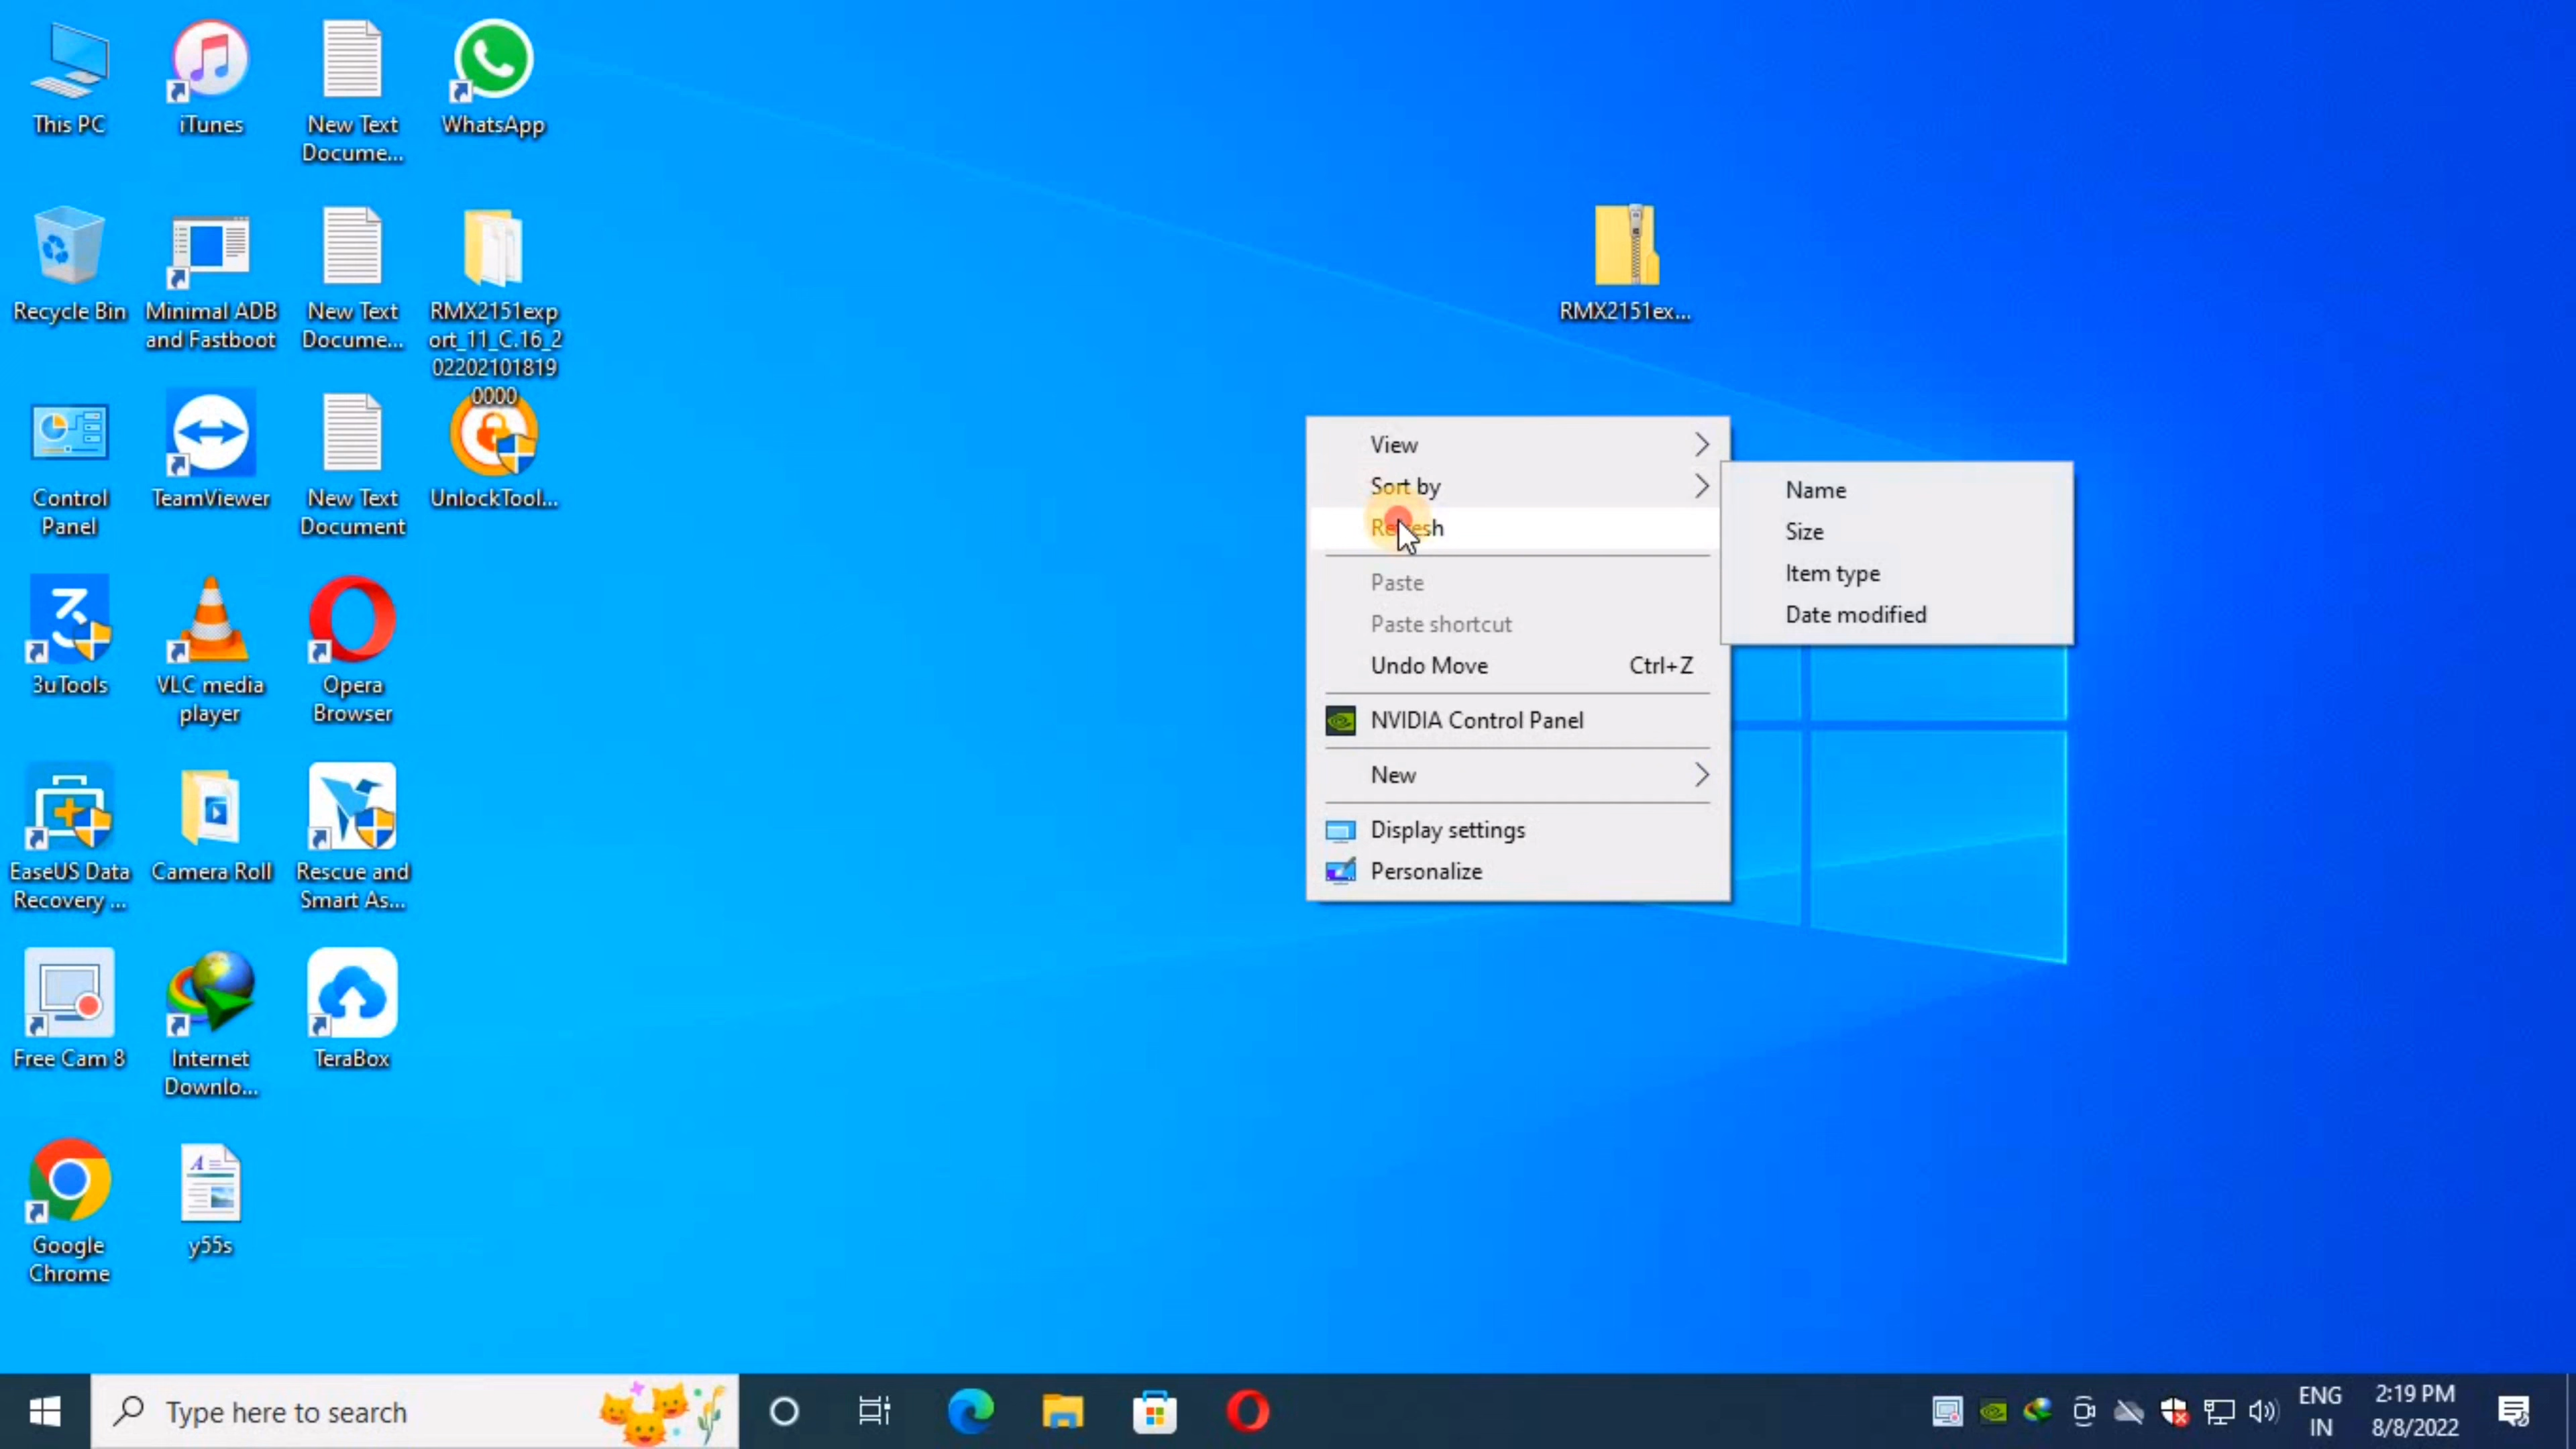 This PC
iTunes
New Text
Docume...
WhatsApp
Recycle Bin
Minimal ADB
and Fastboot
New Text
Docume...
RMX2151exp
ort_11_C.16_2
02202101819
0000
RMX2151ex...
Control
Panel
TeamViewer
New Text
Document
UnlockTool...
3uTools
VLC media
player
Opera
Browser
EaseUS Data
Recovery ...
Camera Roll
Rescue and
Smart As...
Free Cam 8
Internet
Downlo...
TeraBox
Google
Chrome
y55s
View
Sort by
Refresh
Paste
Paste shortcut
Undo Move Ctrl+Z
NVIDIA Control Panel
New
Display settings
Personalize
Name
Size
Item type
Date modified
Type here to search
ENG
IN
2:19 PM
8/8/2022